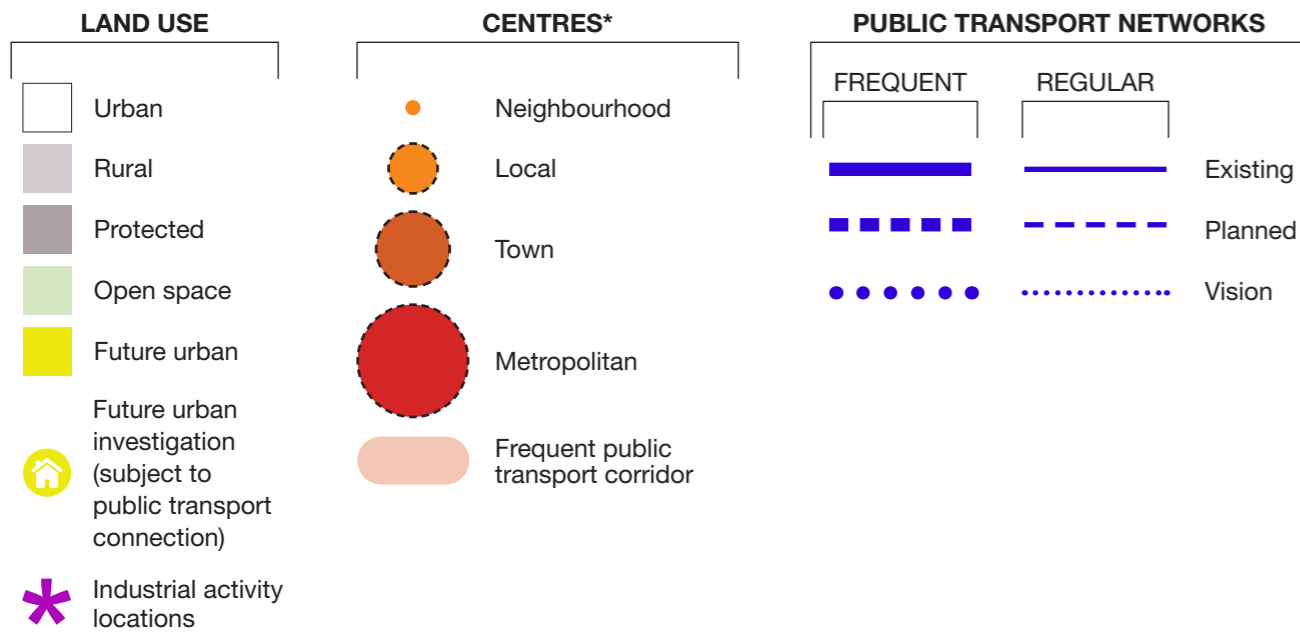 LAND USE
Urban
Rural
Protected
Open space
Future urban
Future urban
investigation
(subject to
public transport
connection)
Industrial activity
locations
CENTRES*
Neighbourhood
Local
Town
Metropolitan
Frequent public
transport corridor
PUBLIC TRANSPORT NETWORKS
FREQUENT
REGULAR
Existing
Planned
Vision